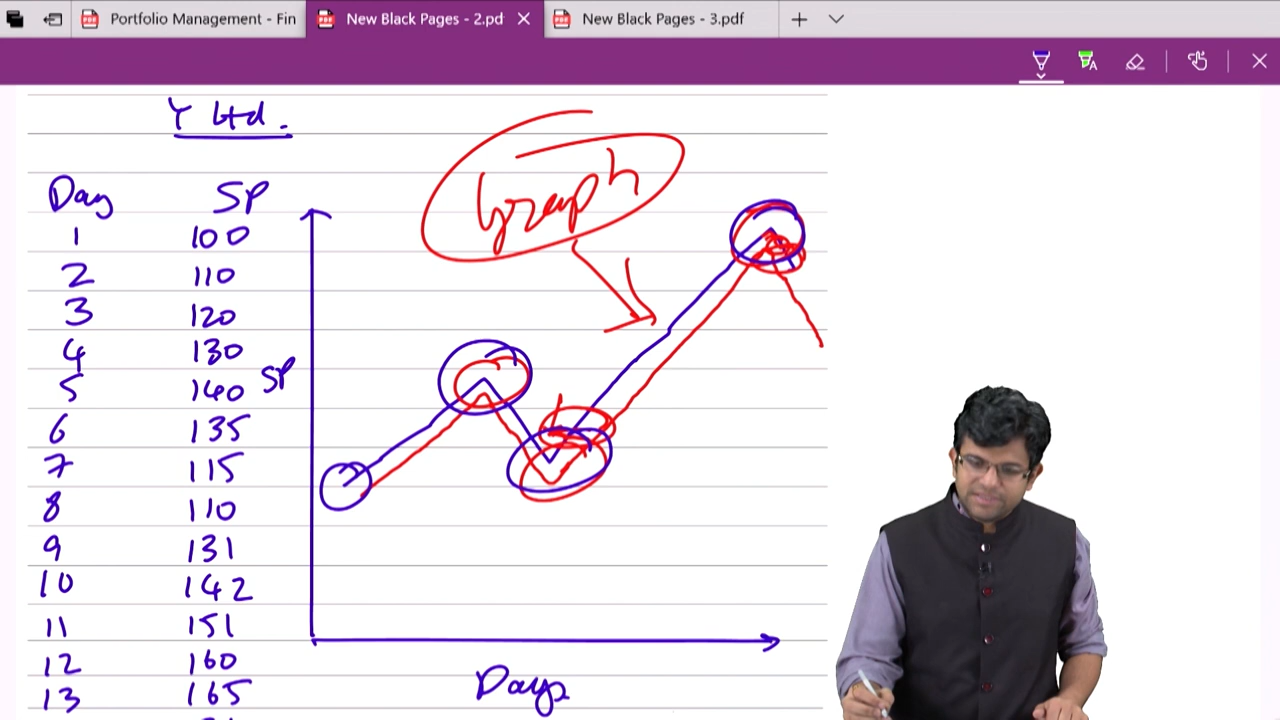 Portfolio Management - Fin
New Black Pages - 2.pd
New Black Pages - 3.pdf
Y Ltd.
Day SP
1 100
2 110
3 120
4 130
5 140
6 135
7 115
8 110
9 131
10 142
11 151
12 160
13 165
SP
Graph
Days